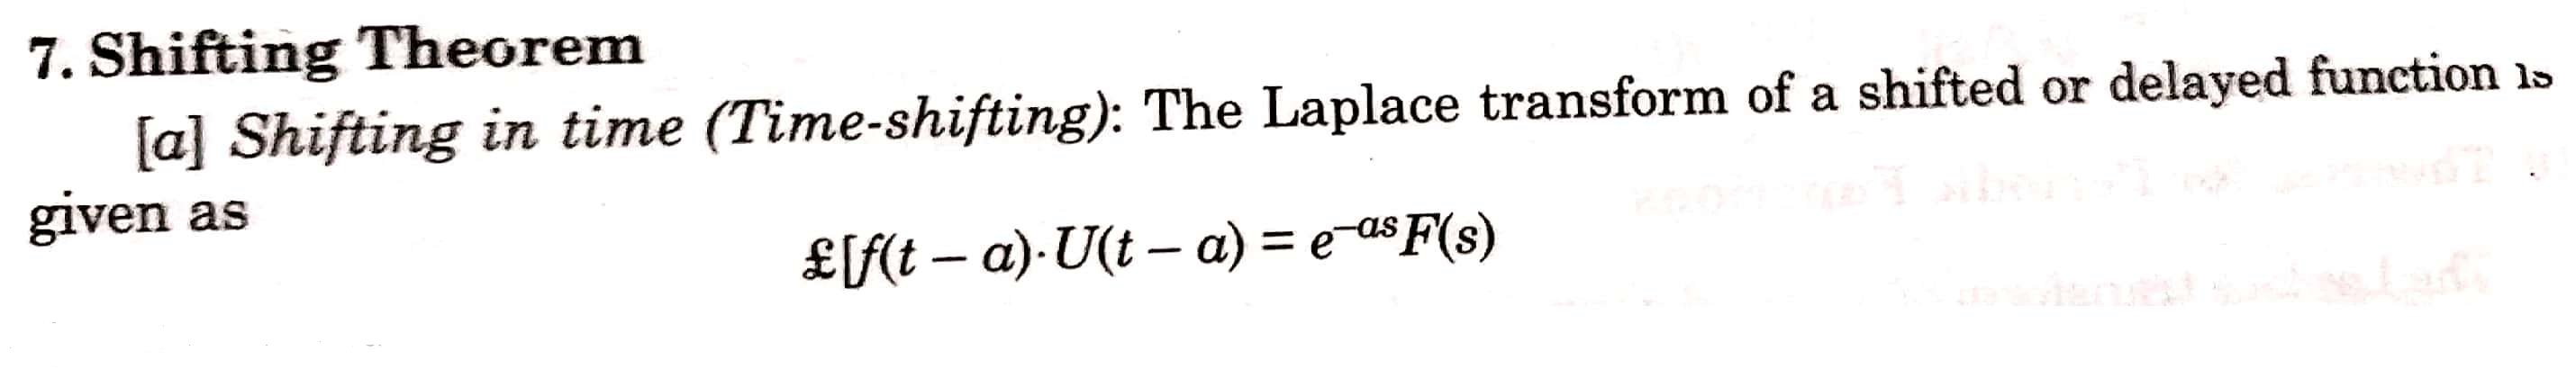 7. Shifting Theorem
[a] Shifting in time (Time-shifting): The Laplace transform of a shifted or delayed function is
given as
£[f(t – a)·U(t – a) = e^{–as}F(s)